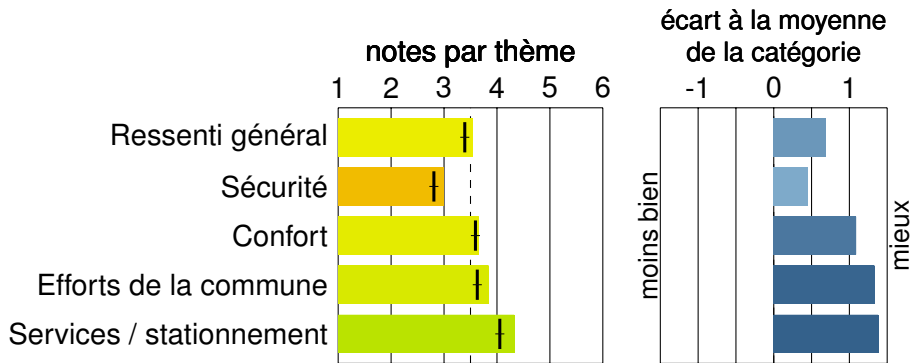 notes par thème
1 2 3 4 5 6
Ressenti général
Sécurité
Confort
Efforts de la commune
Services / stationnement
écart à la moyenne
de la catégorie
-1 0 1
moins bien
mieux